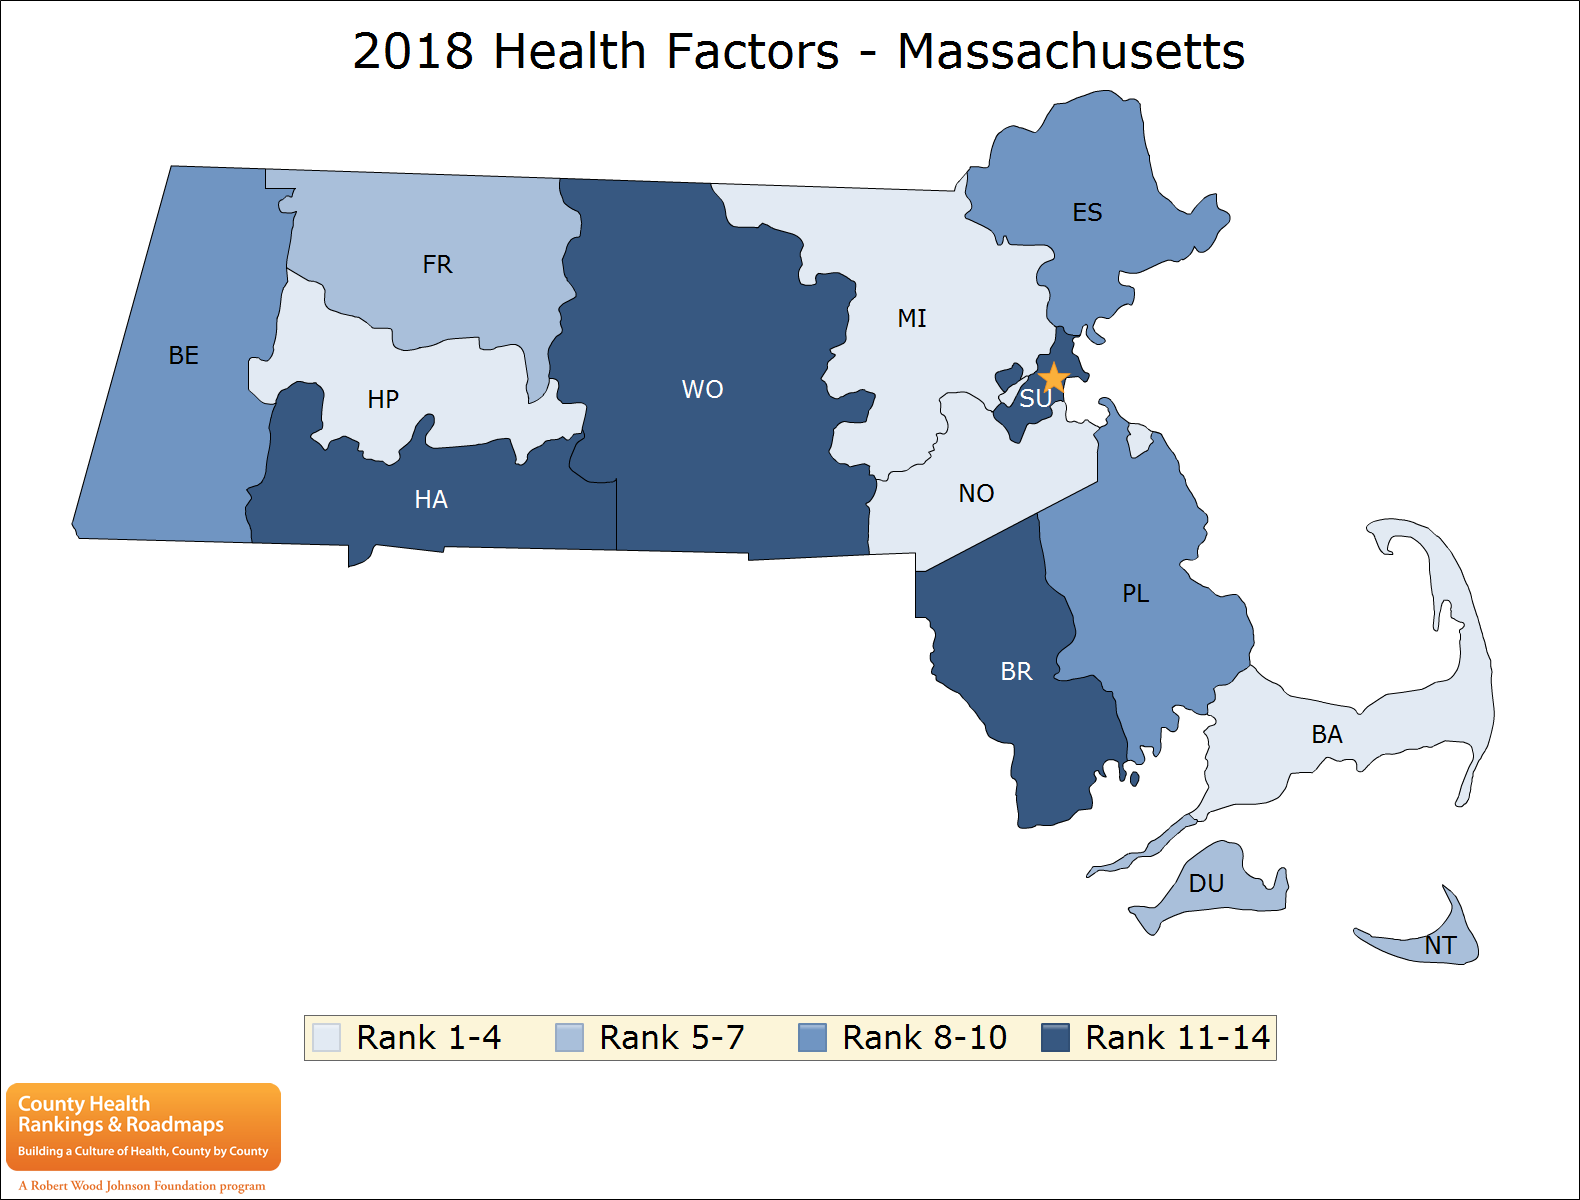 2018 Health Factors - Massachusetts
ES
FR
MI
BE
WO
HP
SU
HA
NO
PL
BR
BA
DU
NT
Rank 1-4 Rank 5-7 Rank 8-10 Rank 11-14
County Health
Rankings & Roadmaps
Building a Culture of Health, County by County
A Robert Wood Johnson Foundation program